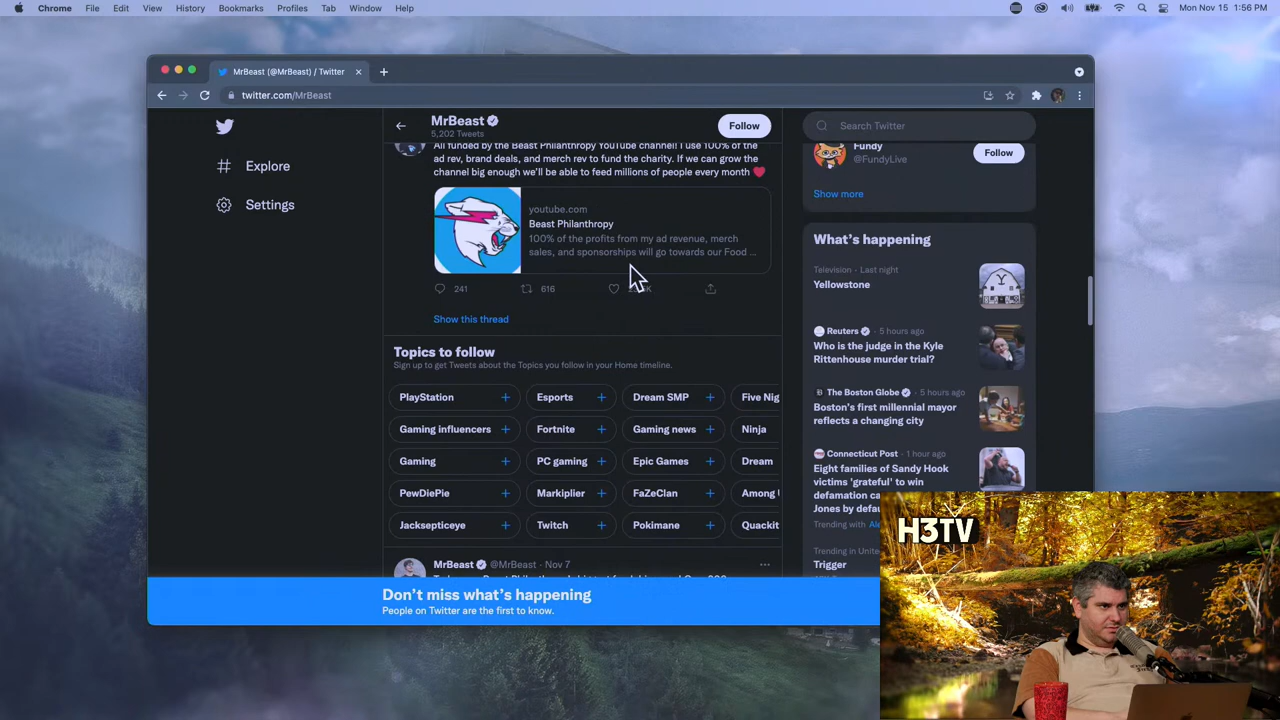 Chrome File Edit View History Bookmarks Profiles Tab Window Help
Mon Nov 15 1:56 PM
MrBeast (@MrBeast) / Twitter
twitter.com/MrBeast
Explore
Settings
MrBeast
5,202 Tweets
Follow
All funded by the Beast Philanthropy YouTube channel! I use 100% of the
ad rev, brand deals, and merch rev to fund the charity. If we can grow the
channel big enough we'll be able to feed millions of people every month ❤️
youtube.com
Beast Philanthropy
100% of the profits from my ad revenue, merch
sales, and sponsorships will go towards our Food ...
241 616
Show this thread
Topics to follow
Sign up to get Tweets about the Topics you follow in your Home timeline.
PlayStation + Esports + Dream SMP + Five Nig
Gaming influencers + Fortnite + Gaming news + Ninja
Gaming + PC gaming + Epic Games + Dream
PewDiePie + Markiplier + FaZeClan + Among
Jacksepticeye + Twitch + Pokimane + Quackit
MrBeast @MrBeast · Nov 7
Don't miss what's happening
People on Twitter are the first to know.
Search Twitter
Fundy
@FundyLive
Follow
Show more
What's happening
Television · Last night
Yellowstone
Reuters · 5 hours ago
Who is the judge in the Kyle
Rittenhouse murder trial?
The Boston Globe · 5 hours ago
Boston's first millennial mayor
reflects a changing city
Connecticut Post · 1 hour ago
Eight families of Sandy Hook
victims 'grateful' to win
defamation ca
Jones by defau
Trending with Ale
Trending in Unite
Trigger
H3TV